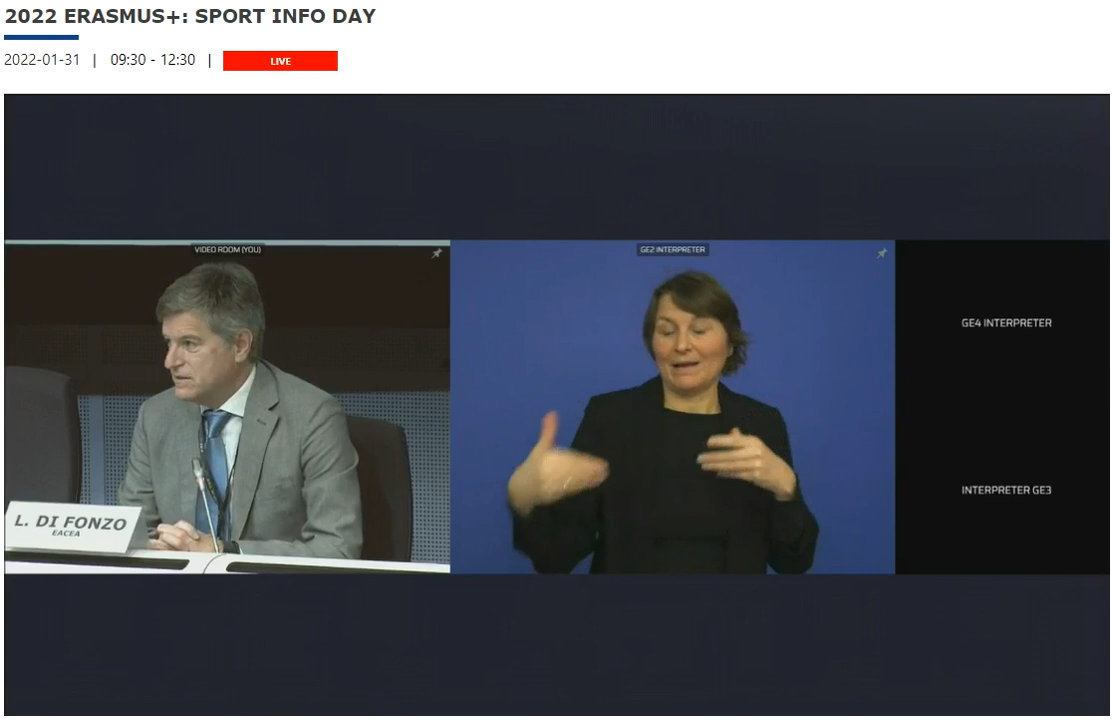 2022 ERASMUS+: SPORT INFO DAY
2022-01-31 | 09:30 - 12:30 | LIVE
VIDEO ROOM (YOU)
GE2 INTERPRETER
GE4 INTERPRETER
INTERPRETER GE3
L. DI FONZO
EACEA